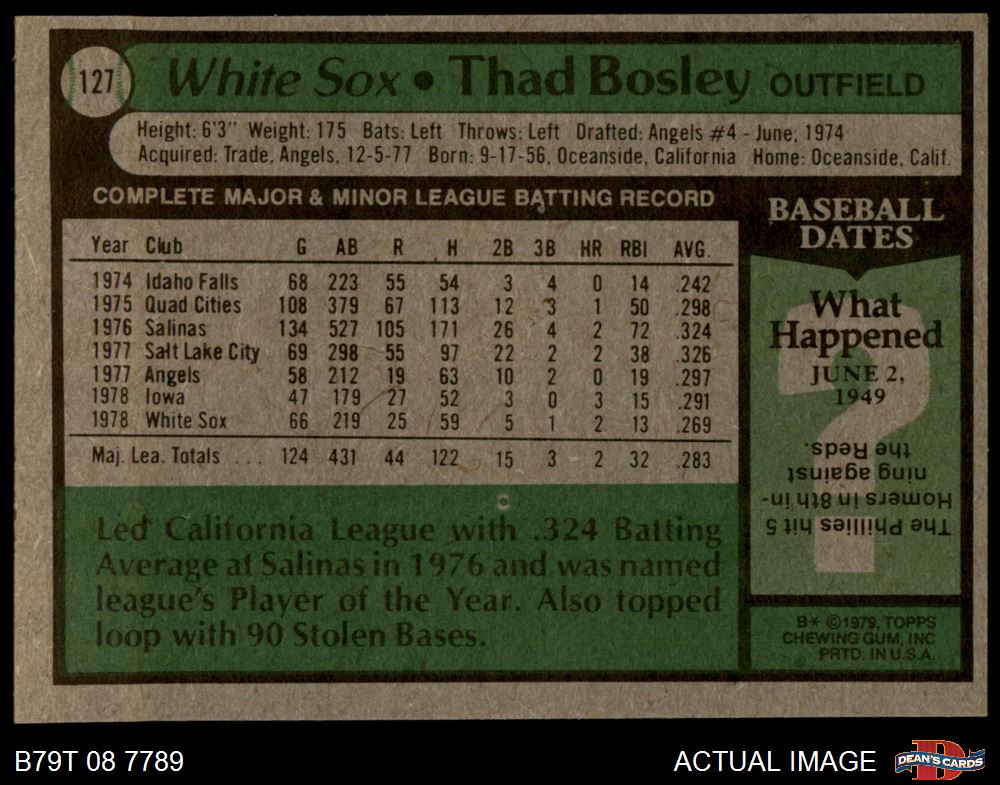 127
White Sox • Thad Bosley OUTFIELD
Height: 6'3" Weight: 175 Bats: Left Throws: Left Drafted: Angels #4 - June, 1974
Acquired: Trade, Angels, 12-5-77 Born: 9-17-56, Oceanside, California Home: Oceanside, Calif.
COMPLETE MAJOR & MINOR LEAGUE BATTING RECORD
Year Club G AB R H 2B 3B HR RBI AVG.
1974 Idaho Falls 68 223 55 54 3 4 0 14 .242
1975 Quad Cities 108 379 67 113 12 3 1 50 .298
1976 Salinas 134 527 105 171 26 4 2 72 .324
1977 Salt Lake City 69 298 55 97 22 2 2 38 .326
1977 Angels 58 212 19 63 10 2 0 19 .297
1978 Iowa 47 179 27 52 3 0 3 15 .291
1978 White Sox 66 219 25 59 5 1 2 13 .269
Maj. Lea. Totals ... 124 431 44 122 15 3 2 32 .283
Led California League with .324 Batting
Average at Salinas in 1976 and was named
league's Player of the Year. Also topped
loop with 90 Stolen Bases.
BASEBALL
DATES
What
Happened
JUNE 2,
1949
?
The Phillies hit 5
Homers in 8th in-
ning against
the Reds.
B* ©1979, TOPPS
CHEWING GUM, INC
PRTD. IN U.S.A.
B79T 08 7789
ACTUAL IMAGE
DEAN'S CARDS